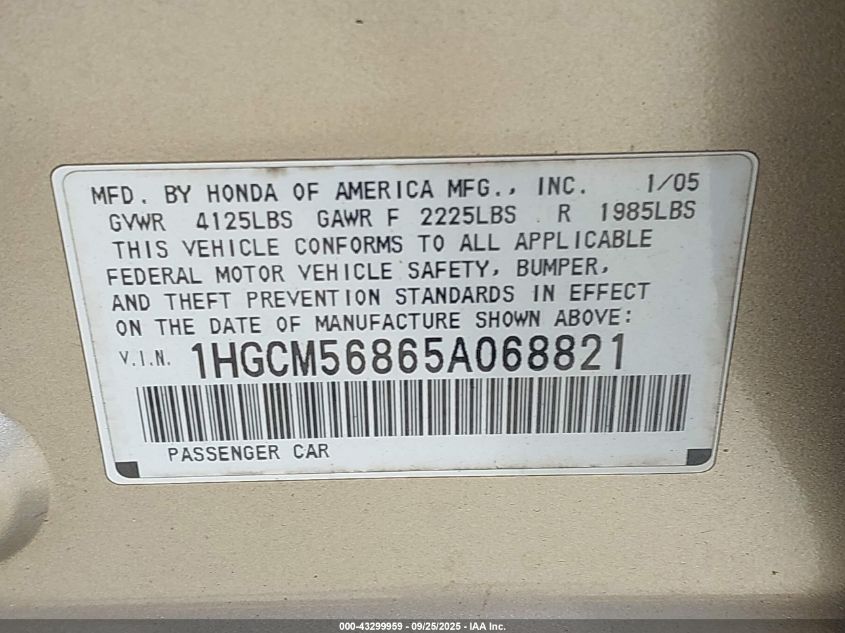 MFD. BY HONDA OF AMERICA MFG., INC. 1/05
GVWR 4125LBS GAWR F 2225LBS R 1985LBS
THIS VEHICLE CONFORMS TO ALL APPLICABLE
FEDERAL MOTOR VEHICLE SAFETY, BUMPER,
AND THEFT PREVENTION STANDARDS IN EFFECT
ON THE DATE OF MANUFACTURE SHOWN ABOVE:
V.I.N. 1HGCM56865A068821
PASSENGER CAR
000-43299959 - 09/25/2025 - IAA Inc.